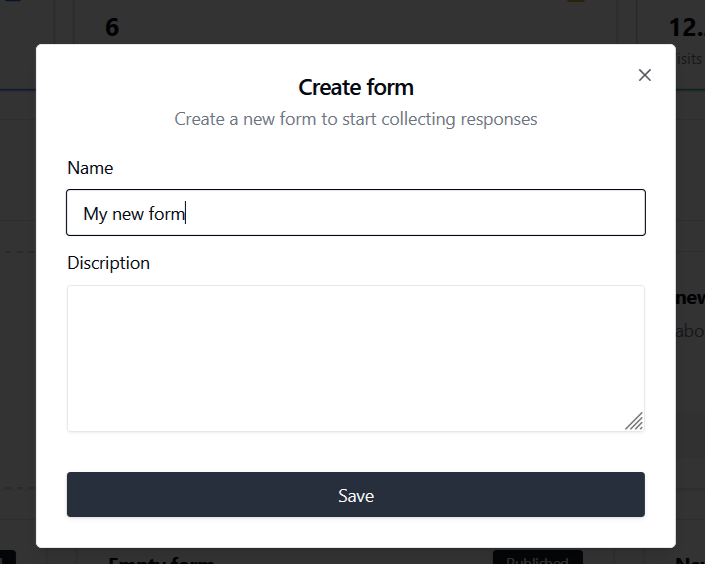 6
12.
isits
Create form
Create a new form to start collecting responses
Name
My new form
Discription
new
abo
Save
Empty form
Published